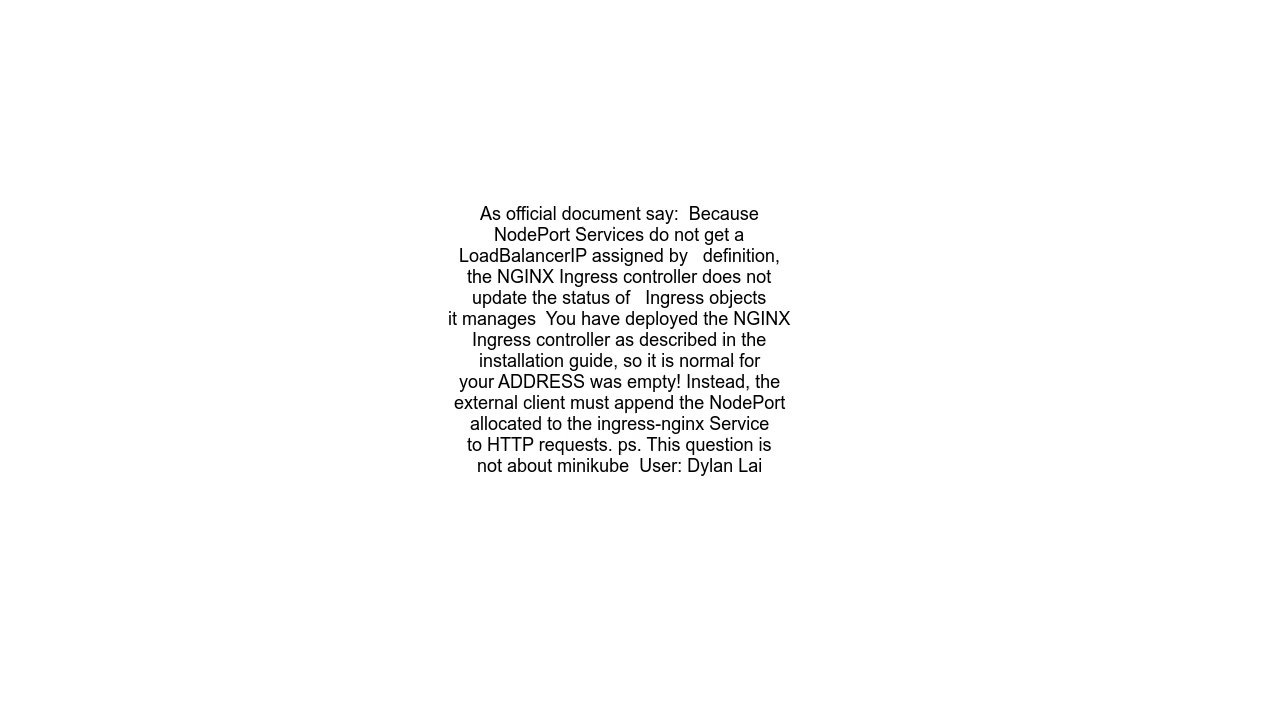 As official document say:  Because
NodePort Services do not get a
LoadBalancerIP assigned by   definition,
the NGINX Ingress controller does not
update the status of   Ingress objects
it manages  You have deployed the NGINX
Ingress controller as described in the
installation guide, so it is normal for
your ADDRESS was empty! Instead, the
external client must append the NodePort
allocated to the ingress-nginx Service
to HTTP requests. ps. This question is
not about minikube  User: Dylan Lai